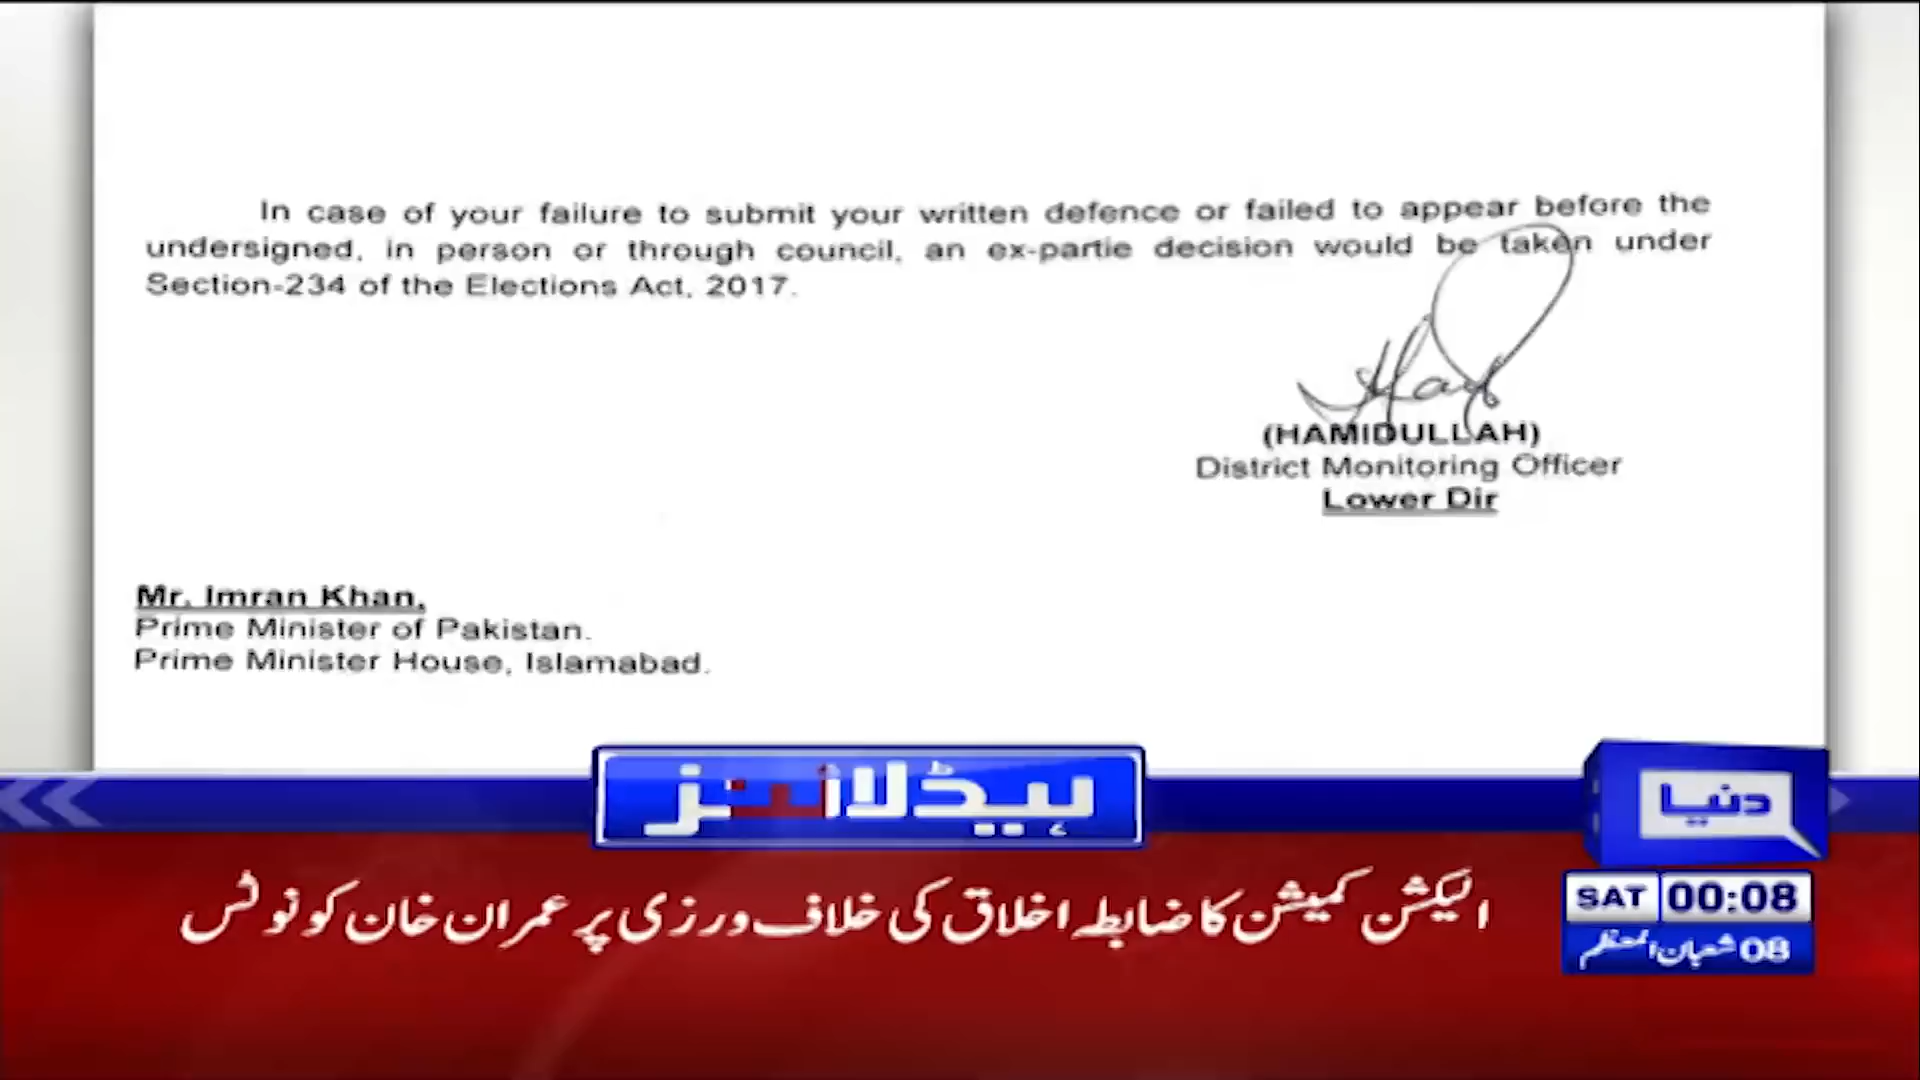 In case of your failure to submit your written defence or failed to appear before the
undersigned, in person or through council, an ex-partie decision would be taken under
Section-234 of the Elections Act, 2017.
(HAMIDULLAH)
District Monitoring Officer
Lower Dir
Mr. Imran Khan,
Prime Minister of Pakistan.
Prime Minister House, Islamabad.
ہیڈلائنز
دنیا
الیکشن کمیشن کا ضابطہ اخلاق کی خلاف ورزی پر عمران خان کو نوٹس
SAT 00:08
08 شعبان المعظم